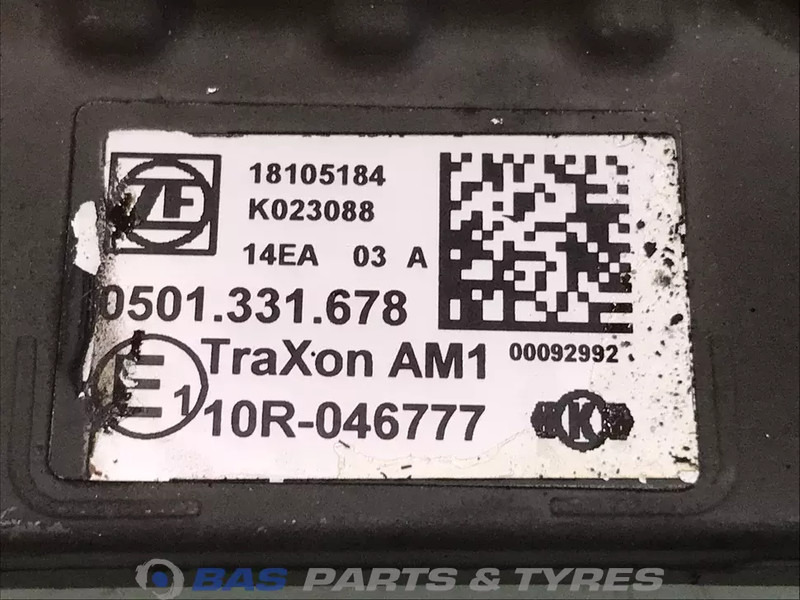 ZF
18105184
K023088
14EA 03 A
0501.331.678
TraXon AM1
00092992
E1
10R-046777
K
BAS PARTS & TYRES